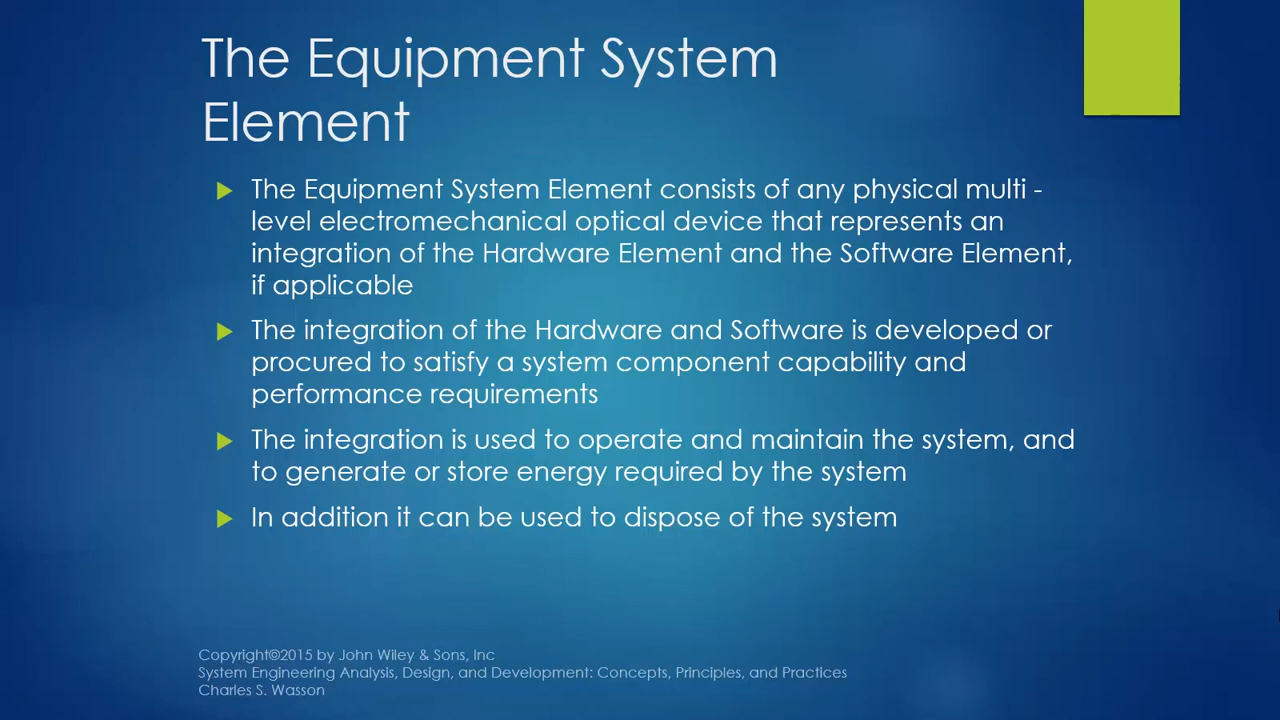 The Equipment System
Element
The Equipment System Element consists of any physical multi -
level electromechanical optical device that represents an
integration of the Hardware Element and the Software Element,
if applicable
The integration of the Hardware and Software is developed or
procured to satisfy a system component capability and
performance requirements
The integration is used to operate and maintain the system, and
to generate or store energy required by the system
In addition it can be used to dispose of the system
Copyright©2015 by John Wiley & Sons, Inc
System Engineering Analysis, Design, and Development: Concepts, Principles, and Practices
Charles S. Wasson